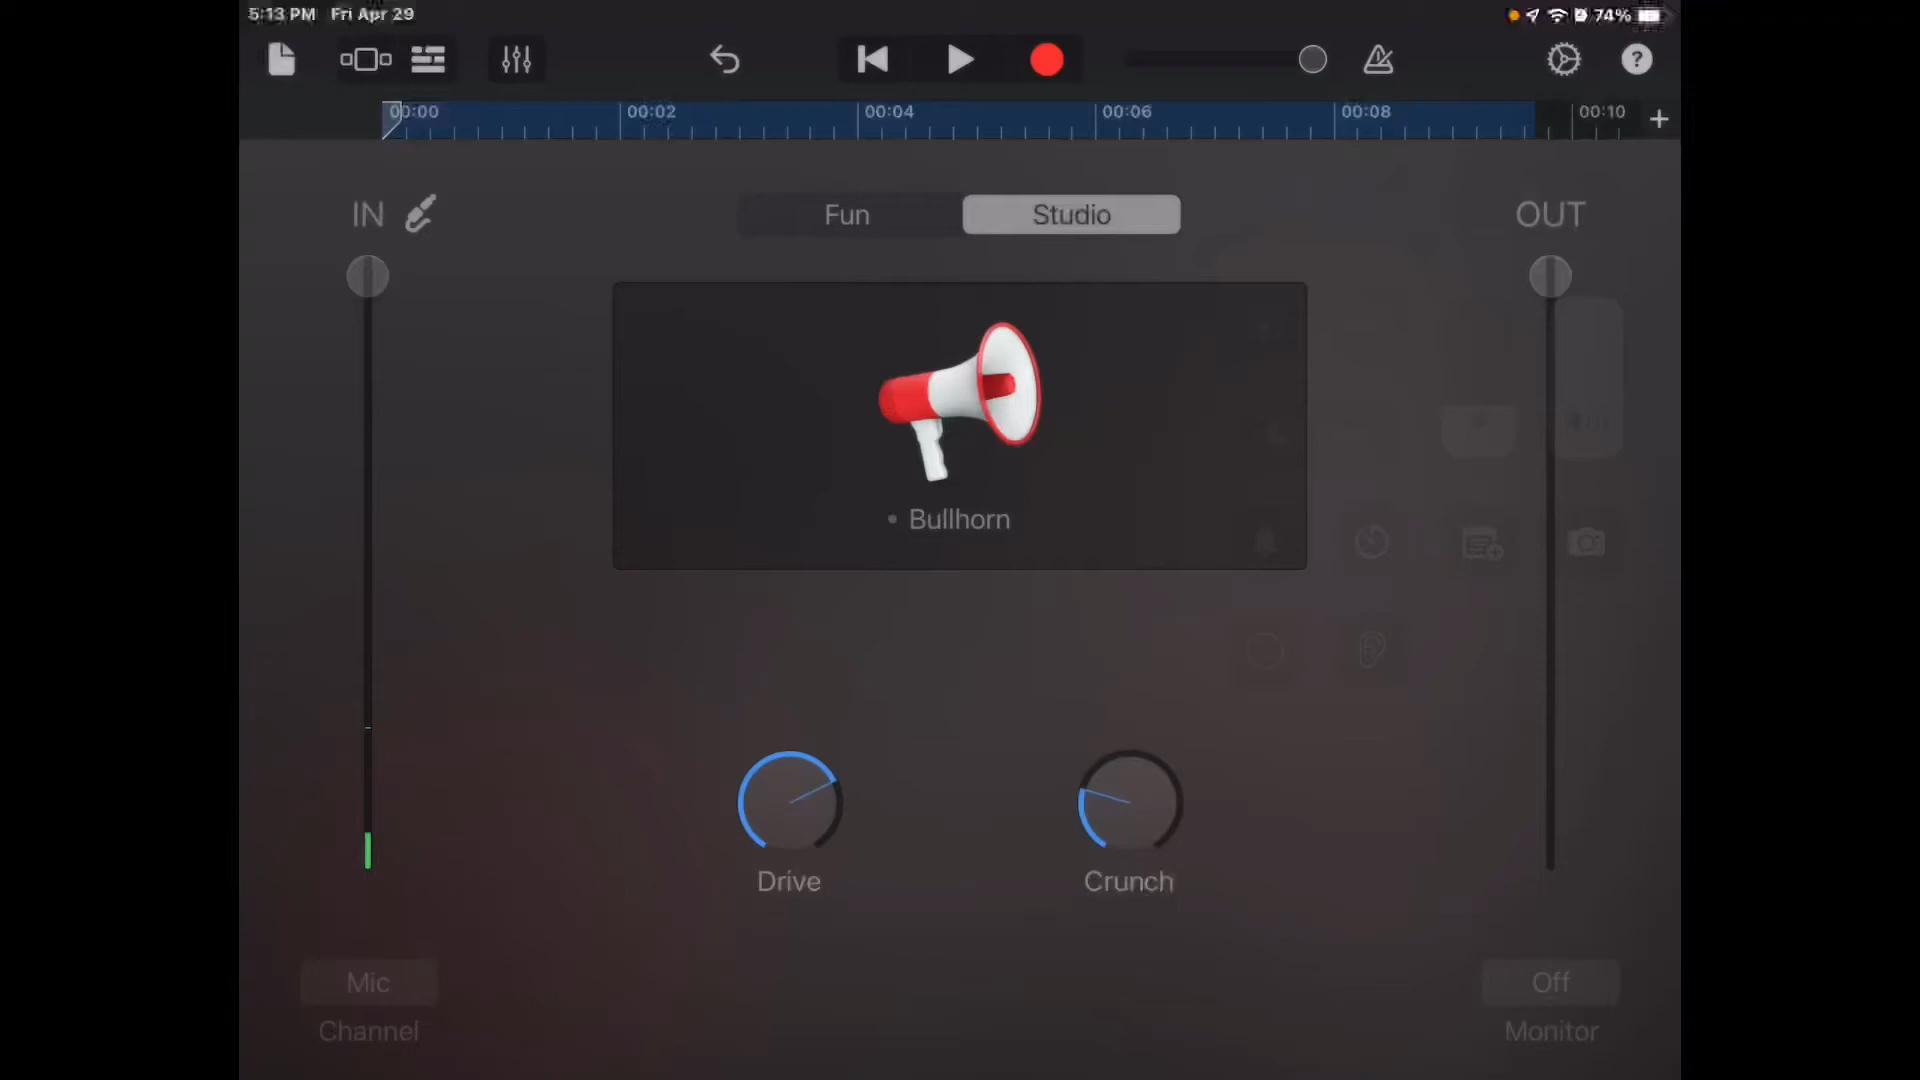 5:13 PM Fri Apr 29
74%
00:00 00:02 00:04 00:06 00:08 00:10
IN
Fun Studio
OUT
• Bullhorn
Drive Crunch
Mic Off
Channel Monitor